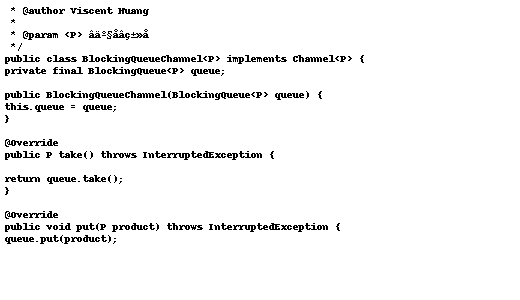 * @author Viscent Huang
 *
 * @param <P> âäº§åâç±»å
 */
public class BlockingQueueChannel<P> implements Channel<P> {
private final BlockingQueue<P> queue;

public BlockingQueueChannel(BlockingQueue<P> queue) {
this.queue = queue;
}

@Override
public P take() throws InterruptedException {

return queue.take();
}

@Override
public void put(P product) throws InterruptedException {
queue.put(product);